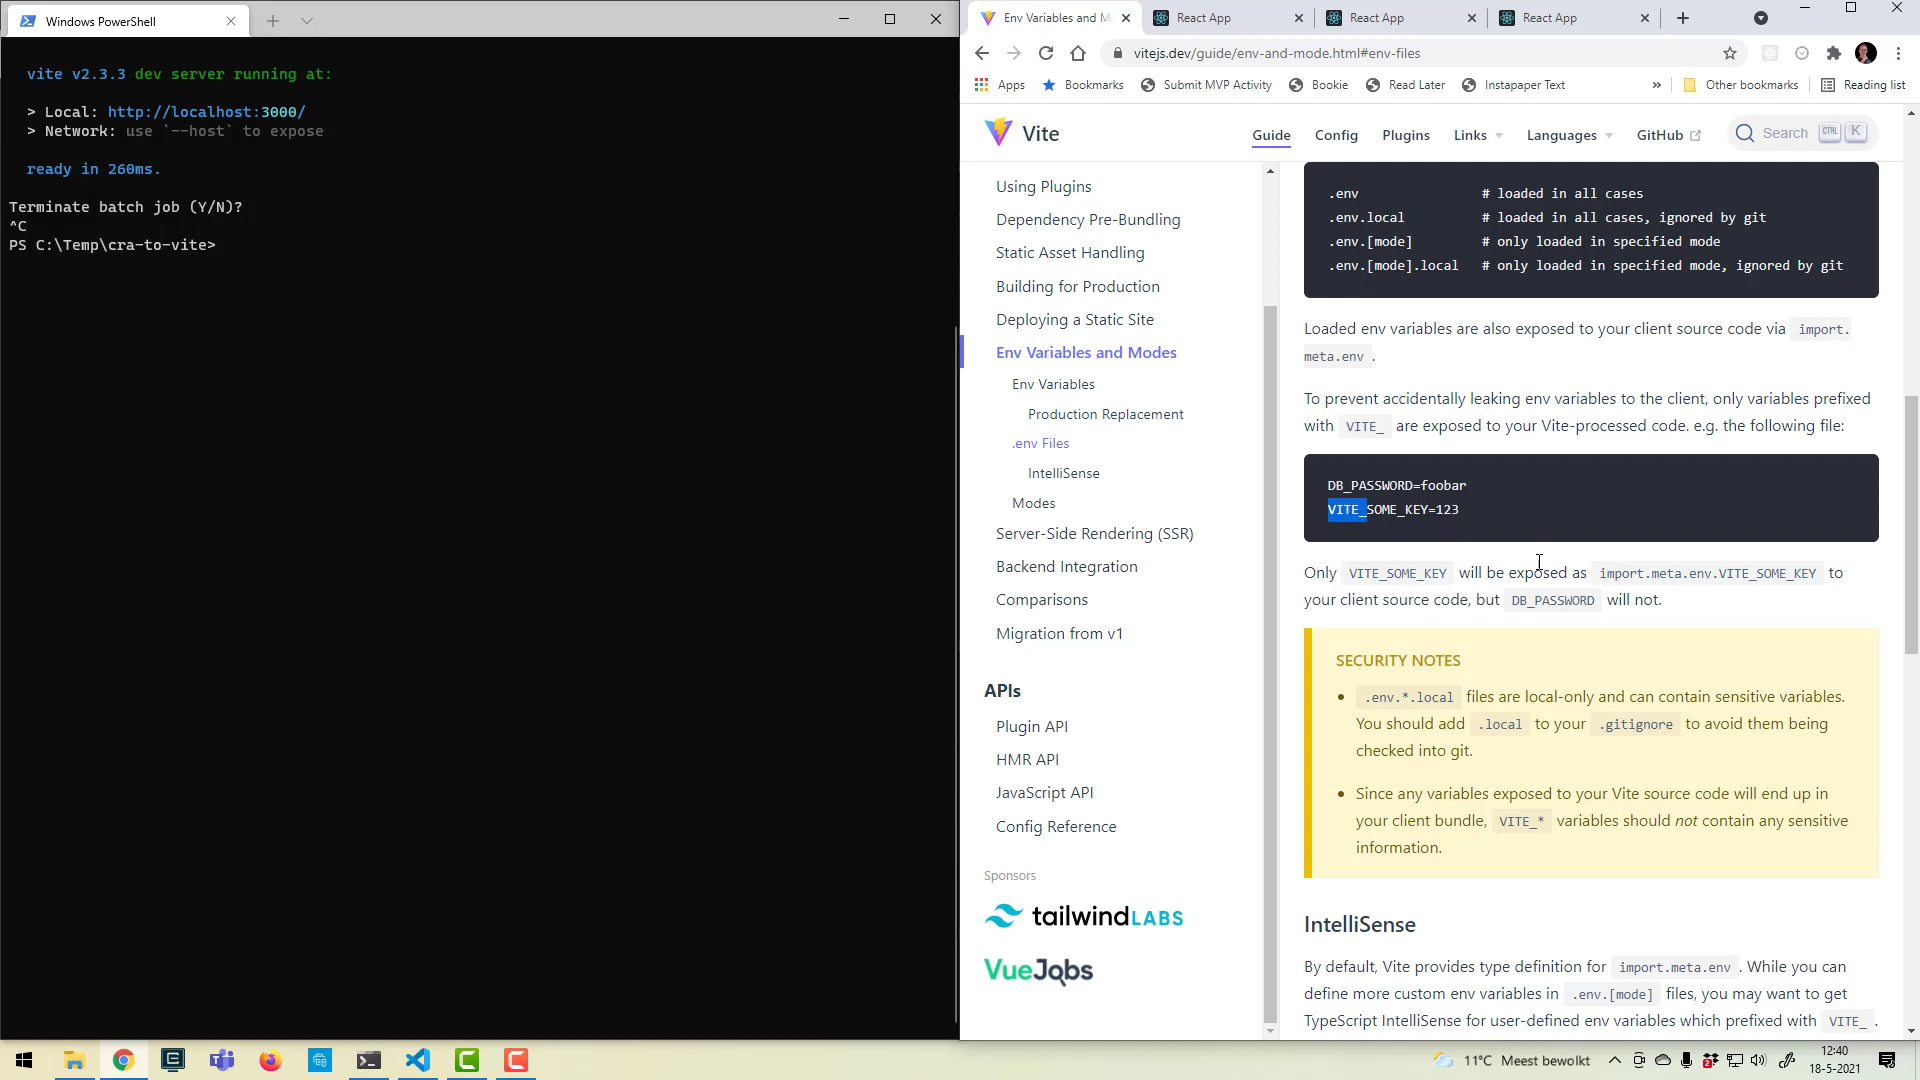 Windows PowerShell
vite v2.3.3 dev server running at:
> Local: http://localhost:3000/
> Network: use `--host` to expose
ready in 260ms.
Terminate batch job (Y/N)?
^C
PS C:\Temp\cra-to-vite>
Env Variables and M
React App
React App
React App
vitejs.dev/guide/env-and-mode.html#env-files
Apps
Bookmarks
Submit MVP Activity
Bookie
Read Later
Instapaper Text
»
Other bookmarks
Reading list
Vite
Guide
Config
Plugins
Links
Languages
GitHub
Search
CTRL K
Using Plugins
Dependency Pre-Bundling
Static Asset Handling
Building for Production
Deploying a Static Site
Env Variables and Modes
Env Variables
Production Replacement
.env Files
IntelliSense
Modes
Server-Side Rendering (SSR)
Backend Integration
Comparisons
Migration from v1
APIs
Plugin API
HMR API
JavaScript API
Config Reference
Sponsors
tailwindLABS
VueJobs
.env # loaded in all cases
.env.local # loaded in all cases, ignored by git
.env.[mode] # only loaded in specified mode
.env.[mode].local # only loaded in specified mode, ignored by git
Loaded env variables are also exposed to your client source code via import.
meta.env .
To prevent accidentally leaking env variables to the client, only variables prefixed
with VITE_ are exposed to your Vite-processed code. e.g. the following file:
DB_PASSWORD=foobar
VITE_SOME_KEY=123
Only VITE_SOME_KEY will be exposed as import.meta.env.VITE_SOME_KEY to
your client source code, but DB_PASSWORD will not.
SECURITY NOTES
• .env.*.local files are local-only and can contain sensitive variables.
You should add .local to your .gitignore to avoid them being
checked into git.
• Since any variables exposed to your Vite source code will end up in
your client bundle, VITE_* variables should not contain any sensitive
information.
IntelliSense
By default, Vite provides type definition for import.meta.env . While you can
define more custom env variables in .env.[mode] files, you may want to get
TypeScript IntelliSense for user-defined env variables which prefixed with VITE_ .
11°C Meest bewolkt
12:40
18-5-2021